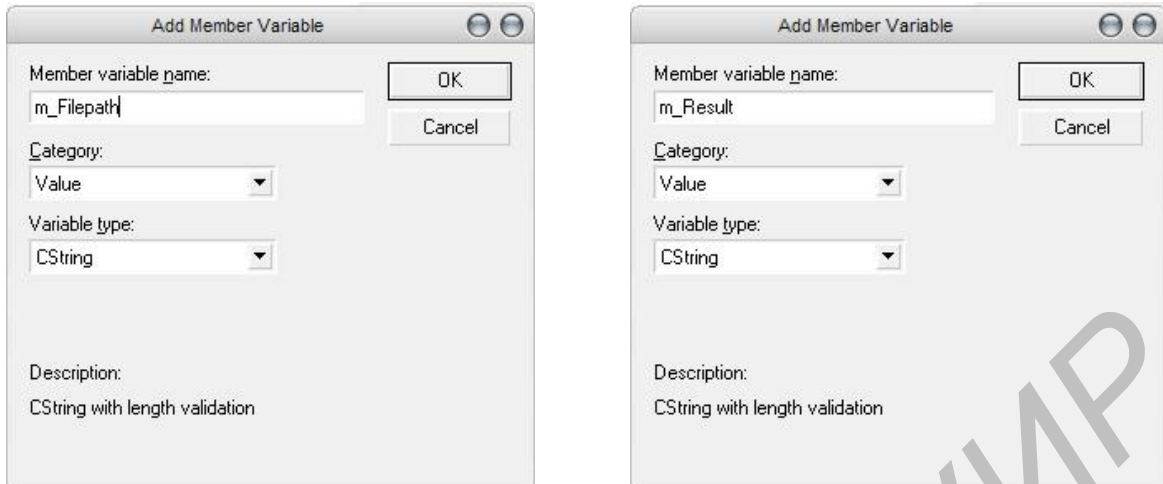 Add Member Variable
Member variable name:
OK
m_Filepath
Cancel
Category:
Value
Variable type:
CString
Description:
CString with length validation
Add Member Variable
Member variable name:
OK
m_Result
Cancel
Category:
Value
Variable type:
CString
Description:
CString with length validation